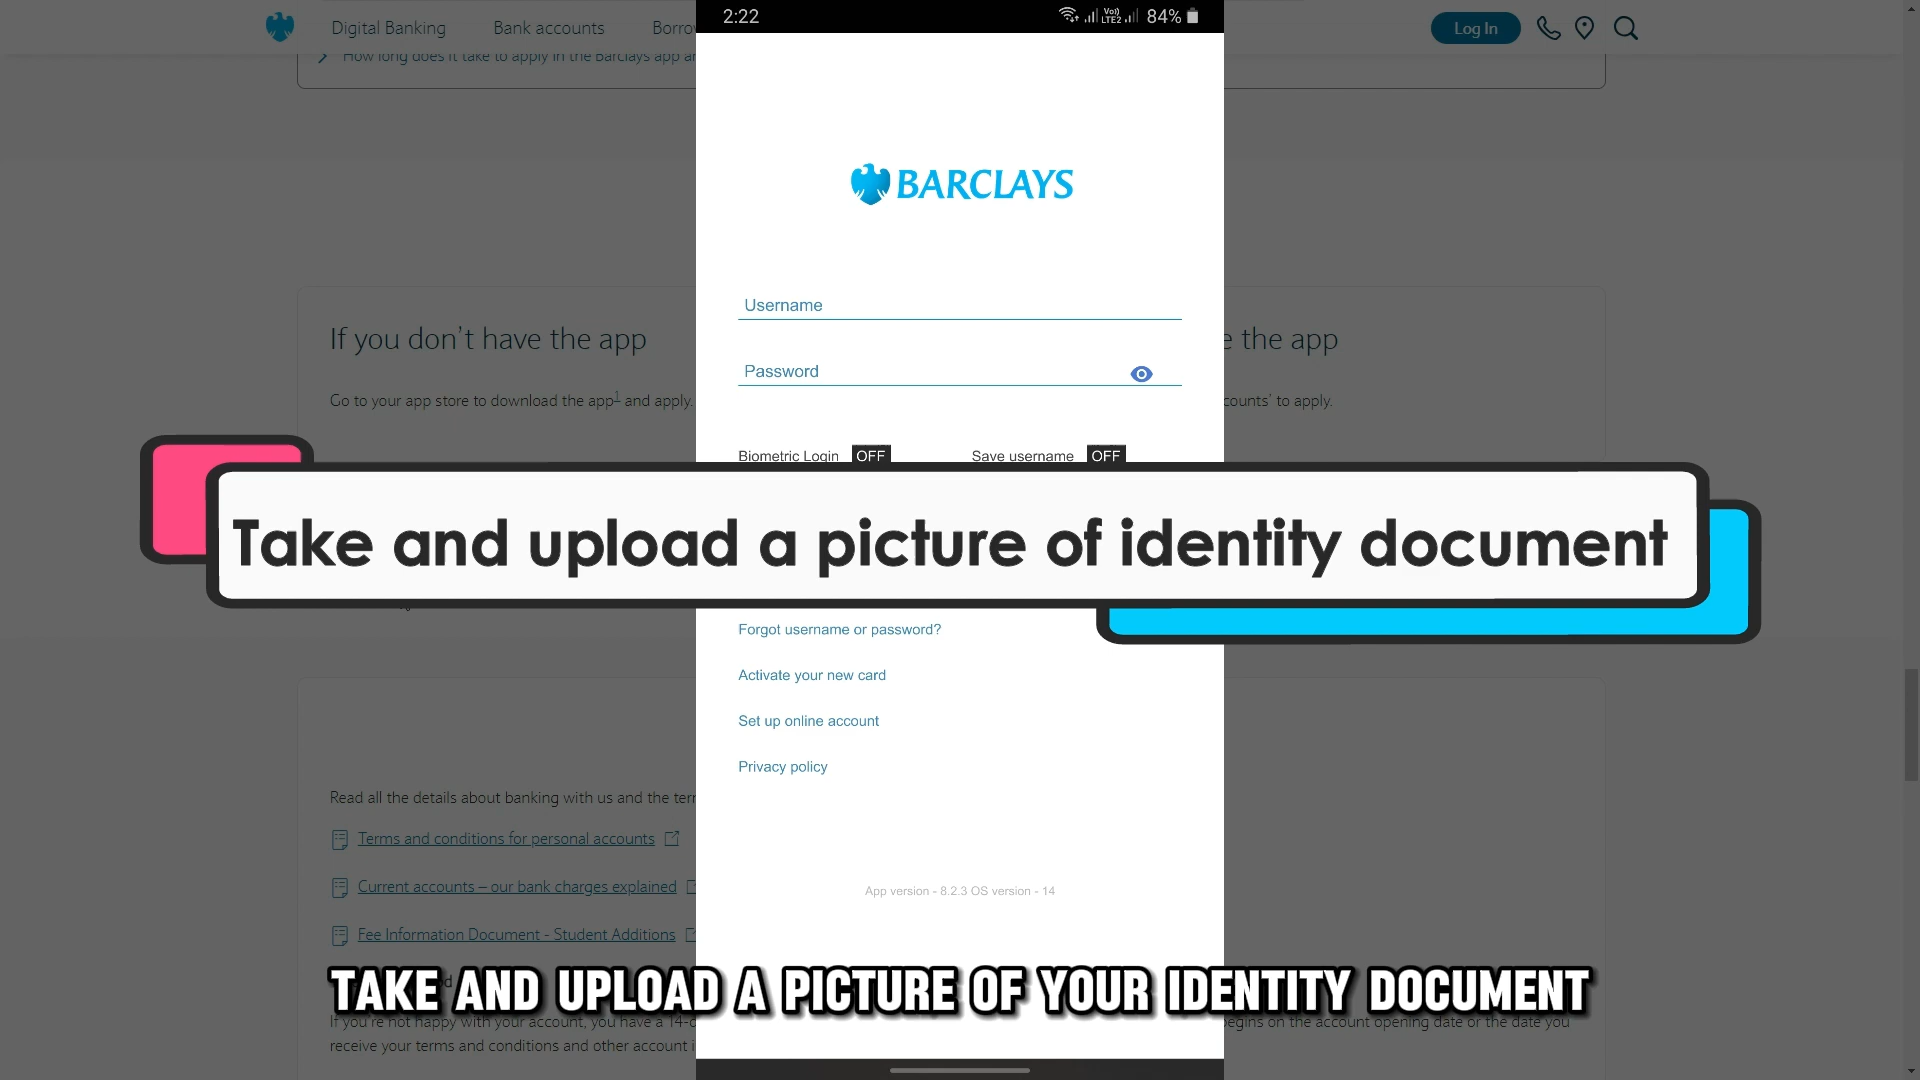 2:22
Vo)) LTE2
84%
Digital Banking
Bank accounts
Borro
Log In
How long does it take to apply in the Barclays app a
BARCLAYS
Username
Password
If you don't have the app
e the app
Go to your app store to download the app1 and apply.
counts' to apply.
Biometric Login OFF
Save username OFF
Take and upload a picture of identity document
Forgot username or password?
Activate your new card
Set up online account
Privacy policy
Read all the details about banking with us and the ter
Terms and conditions for personal accounts
Current accounts – our bank charges explained
Fee Information Document - Student Additions
App version - 8.2.3 OS version - 14
TAKE AND UPLOAD A PICTURE OF YOUR IDENTITY DOCUMENT
If you're not happy with your account, you have a 14-d
begins on the account opening date or the date you
receive your terms and conditions and other account i